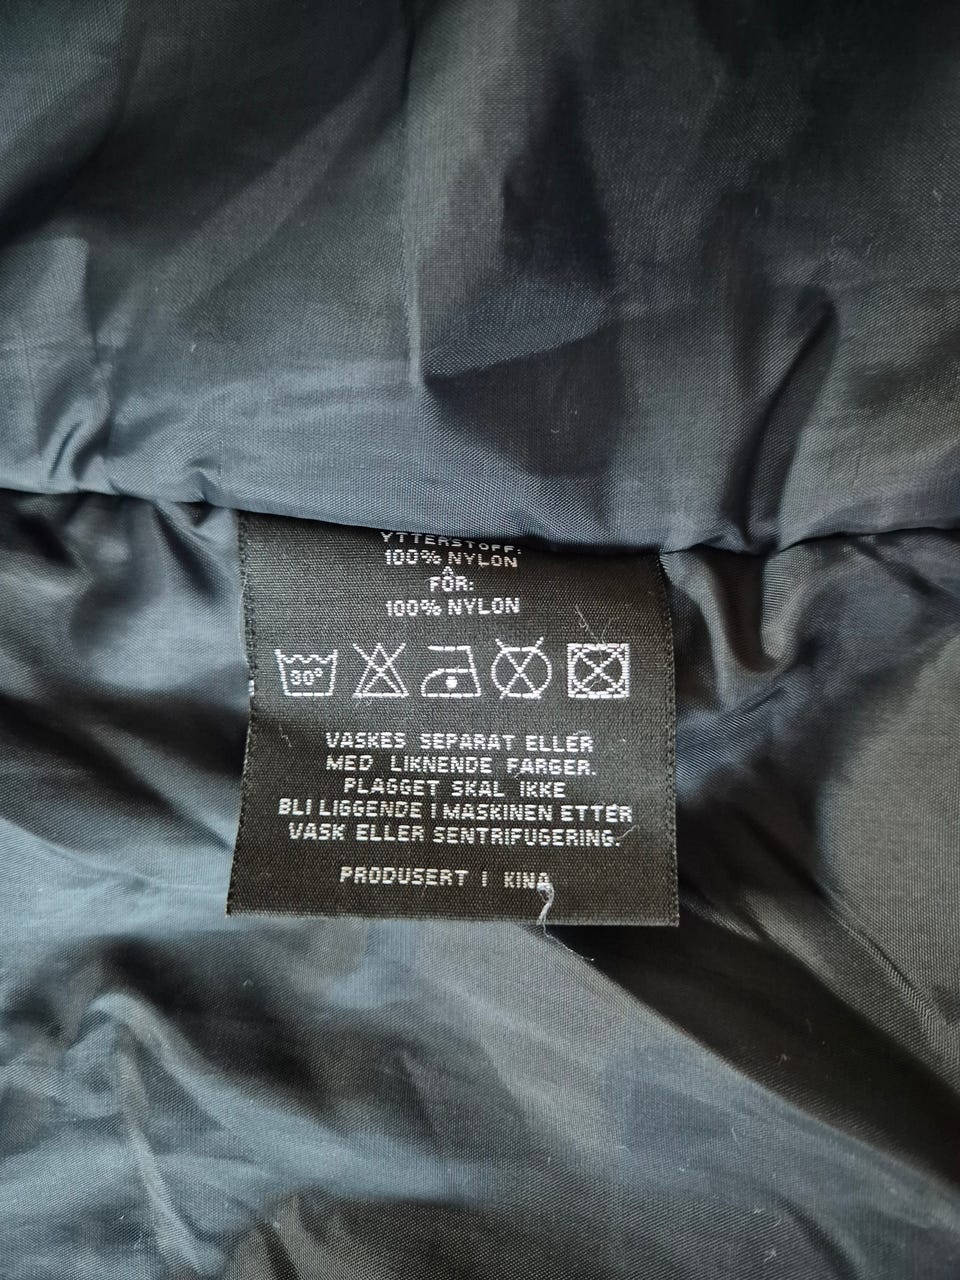 YTTERSTOFF:
100% NYLON
FÔR:
100% NYLON
30°
VASKES SEPARAT ELLER
MED LIKNENDE FARGER.
PLAGGET SKAL IKKE
BLI LIGGENDE I MASKINEN ETTER
VASK ELLER SENTRIFUGERING.
PRODUSERT I KINA